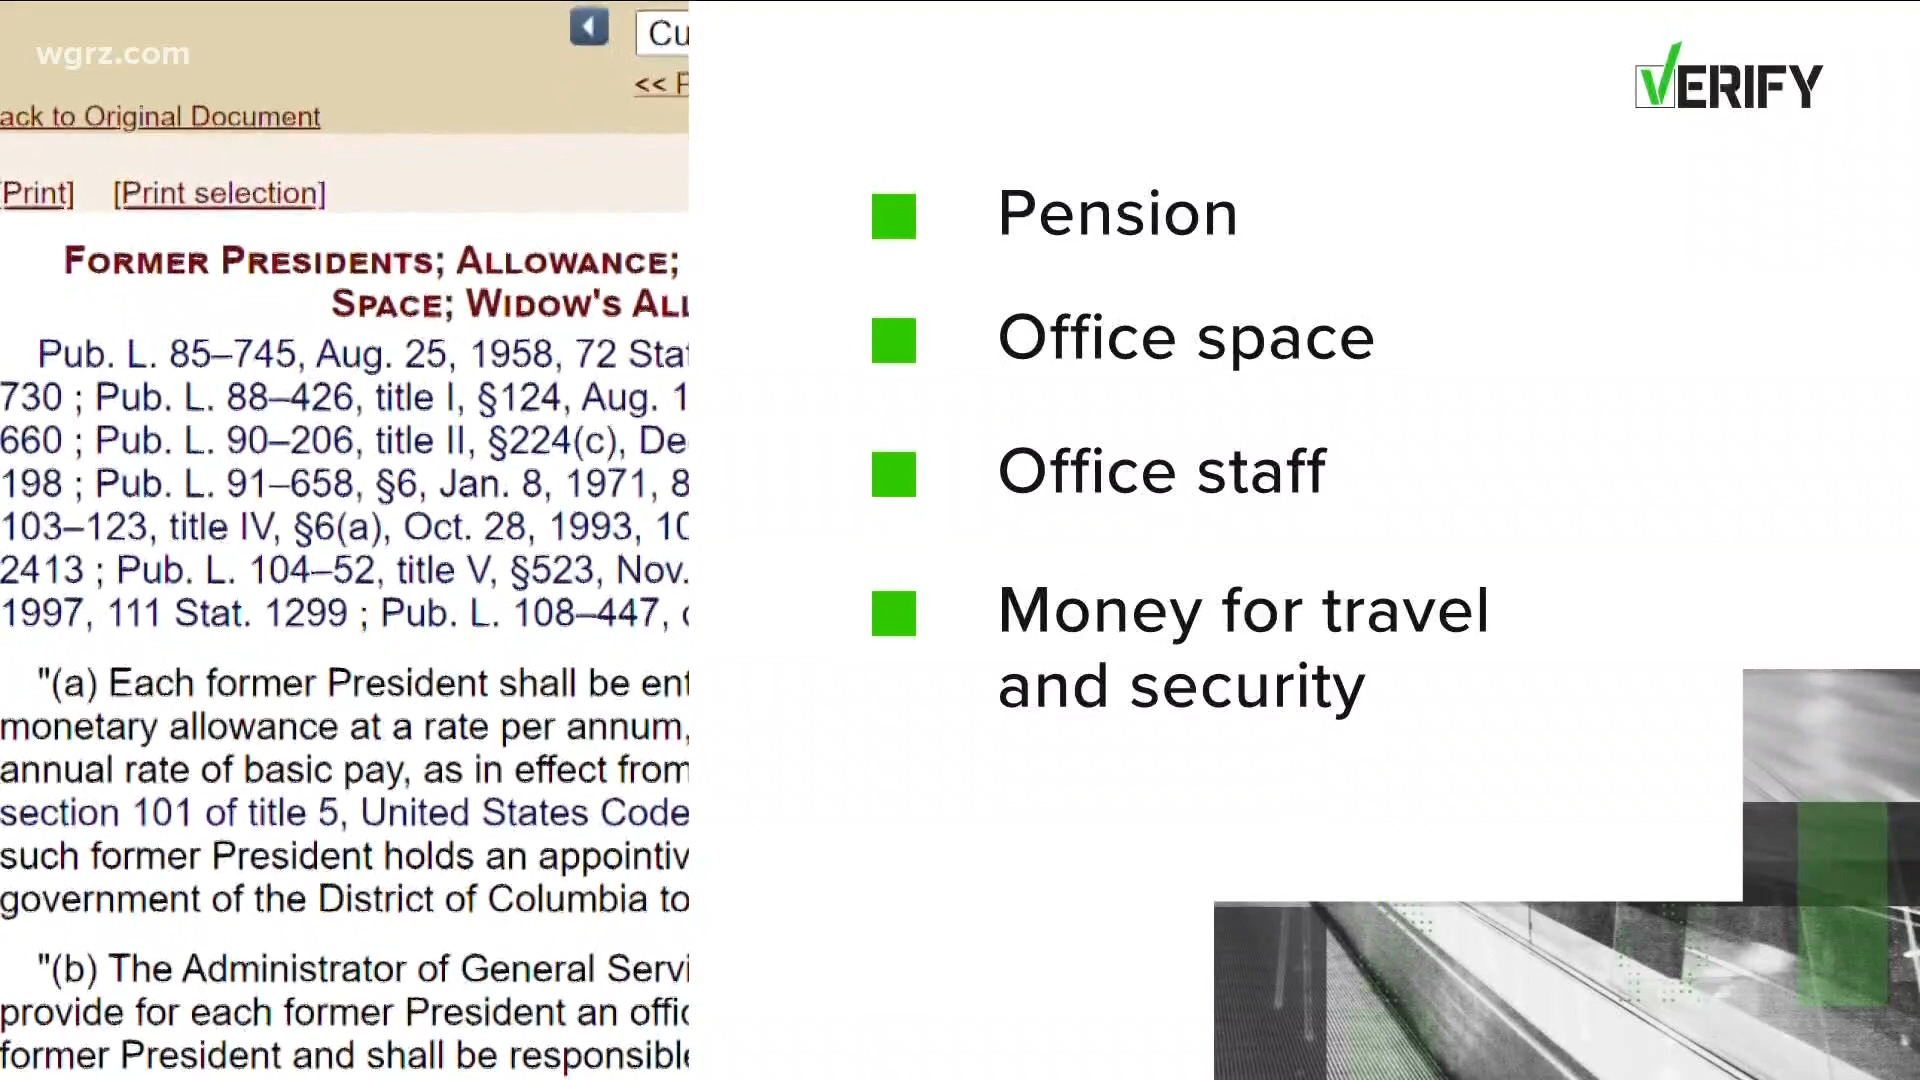 wgrz.com
Cu
<< P
ack to Original Document
[Print] [Print selection]
FORMER PRESIDENTS; ALLOWANCE;
SPACE; WIDOW'S ALL
Pub. L. 85–745, Aug. 25, 1958, 72 Stat
730 ; Pub. L. 88–426, title I, §124, Aug. 1
660 ; Pub. L. 90–206, title II, §224(c), De
198 ; Pub. L. 91–658, §6, Jan. 8, 1971, 8
103–123, title IV, §6(a), Oct. 28, 1993, 10
2413 ; Pub. L. 104–52, title V, §523, Nov.
1997, 111 Stat. 1299 ; Pub. L. 108–447,
"(a) Each former President shall be ent
monetary allowance at a rate per annum,
annual rate of basic pay, as in effect from
section 101 of title 5, United States Code
such former President holds an appointiv
government of the District of Columbia to
"(b) The Administrator of General Servi
provide for each former President an offic
former President and shall be responsible
VERIFY
Pension
Office space
Office staff
Money for travel
and security